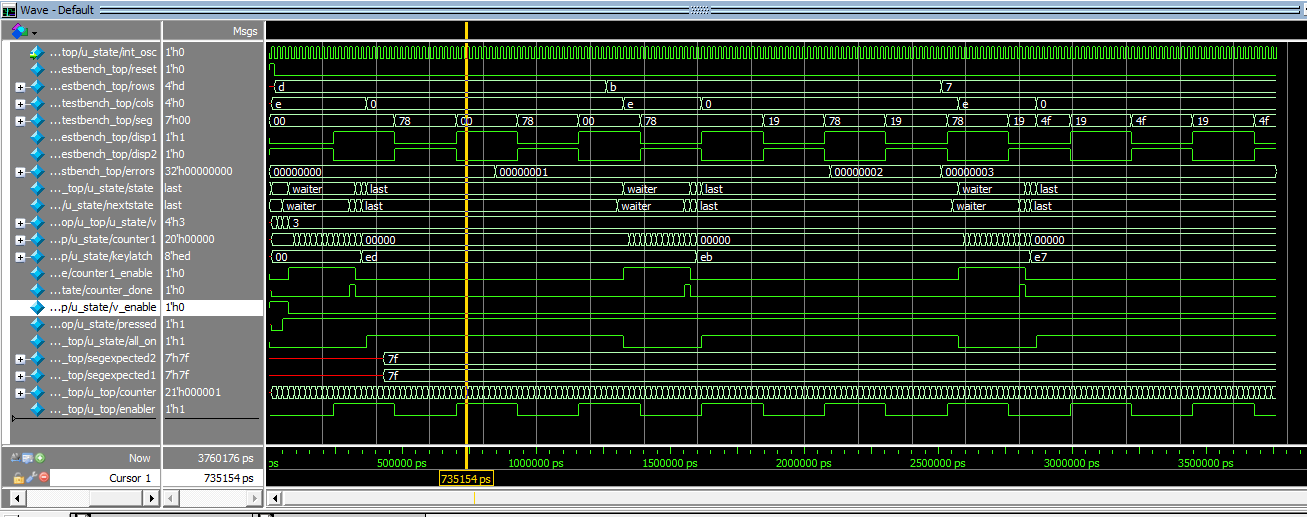 Wave - Default
Msgs
...top/u_state/int_osc 1'h0
...estbench_top/reset 1'h0
...estbench_top/rows 4'hd d b 7
...testbench_top/cols 4'h0 e 0 e 0 e 0
...testbench_top/seg 7'h00 00 78 00 78 00 78 19 78 19 78 19 4f 19 4f 19 4f
...estbench_top/disp1 1'h1
...estbench_top/disp2 1'h0
...stbench_top/errors 32'h00000000 00000000 00000001 00000002 00000003
..._top/u_state/state last waiter last waiter last waiter last
.../u_state/nextstate last waiter last waiter last waiter last
...op/u_top/u_state/v 4'h3 3
...p/u_state/counter1 20'h00000 00000 00000 00000
...p/u_state/keylatch 8'hed 00 ed eb e7
...e/counter1_enable 1'h0
...tate/counter_done 1'h0
...p/u_state/v_enable 1'h0
...op/u_state/pressed 1'h1
..._top/u_state/all_on 1'h1
..._top/segexpected2 7'h7f 7f
..._top/segexpected1 7'h7f 7f
..._top/u_top/counter 21'h000001
..._top/u_top/enabler 1'h1
Now 3760176 ps ps 500000 ps 1000000 ps 1500000 ps 2000000 ps 2500000 ps 3000000 ps 3500000 ps
Cursor 1 735154 ps 735154 ps